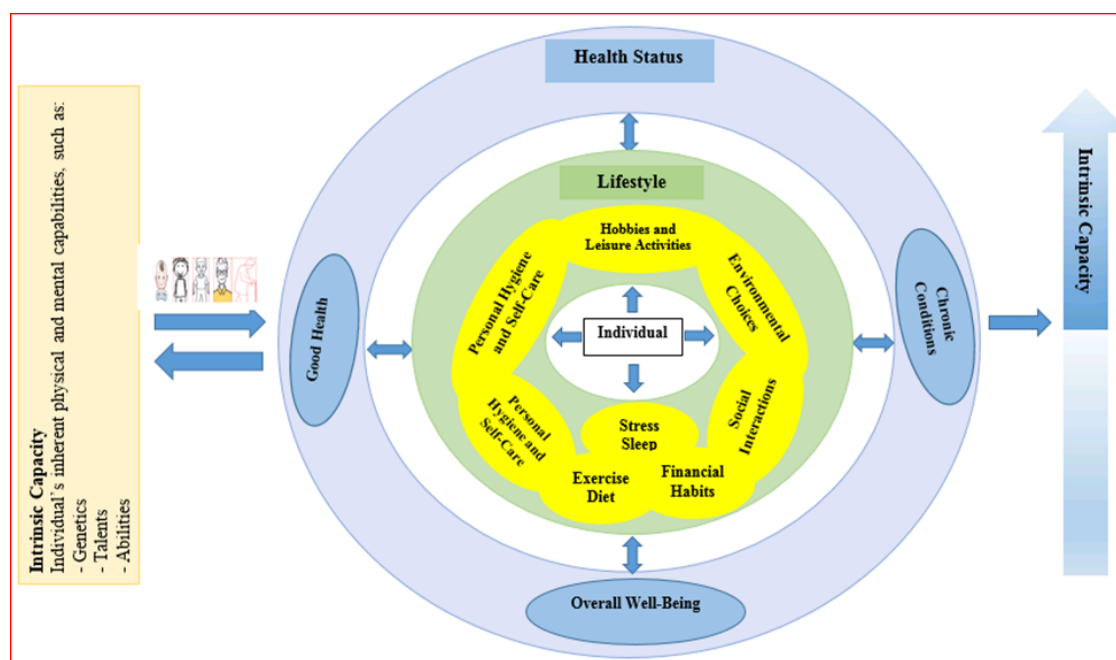 Health Status
Intrinsic Capacity
Individual's inherent physical and mental capabilities, such as:
- Genetics
- Talents
- Abilities
Lifestyle
Hobbies and
Leisure Activities
Personal Hygiene
and Self-Care
Environmental
Choices
Good Health
Individual
Chronic
Conditions
Intrinsic Capacity
Personal
Hygiene and
Self-Care
Stress
Sleep
Social
Interactions
Exercise
Diet
Financial
Habits
Overall Well-Being